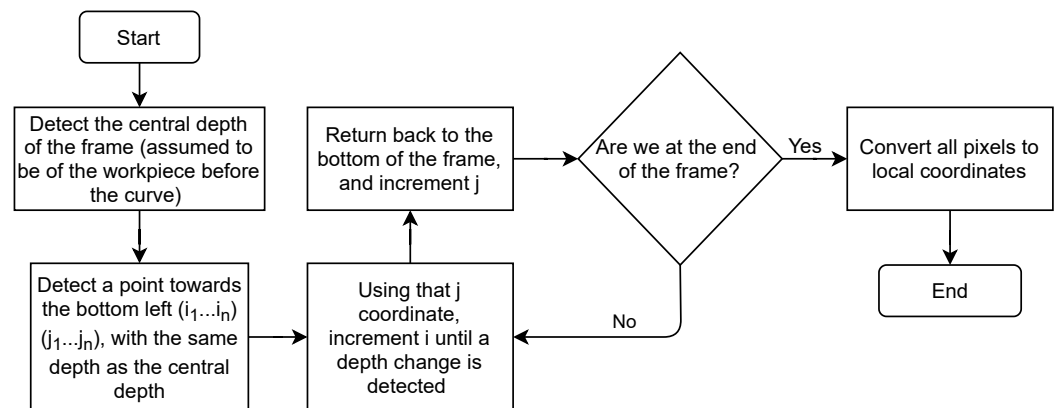 Start
Detect the central depth
of the frame (assumed to
be of the workpiece before
the curve)
Detect a point towards
the bottom left (i₁...iₙ)
(j₁...jₙ), with the same
depth as the central
depth
Using that j
coordinate,
increment i until a
depth change is
detected
Return back to the
bottom of the frame,
and increment j
Are we at the end
of the frame?
Yes
No
Convert all pixels to
local coordinates
End